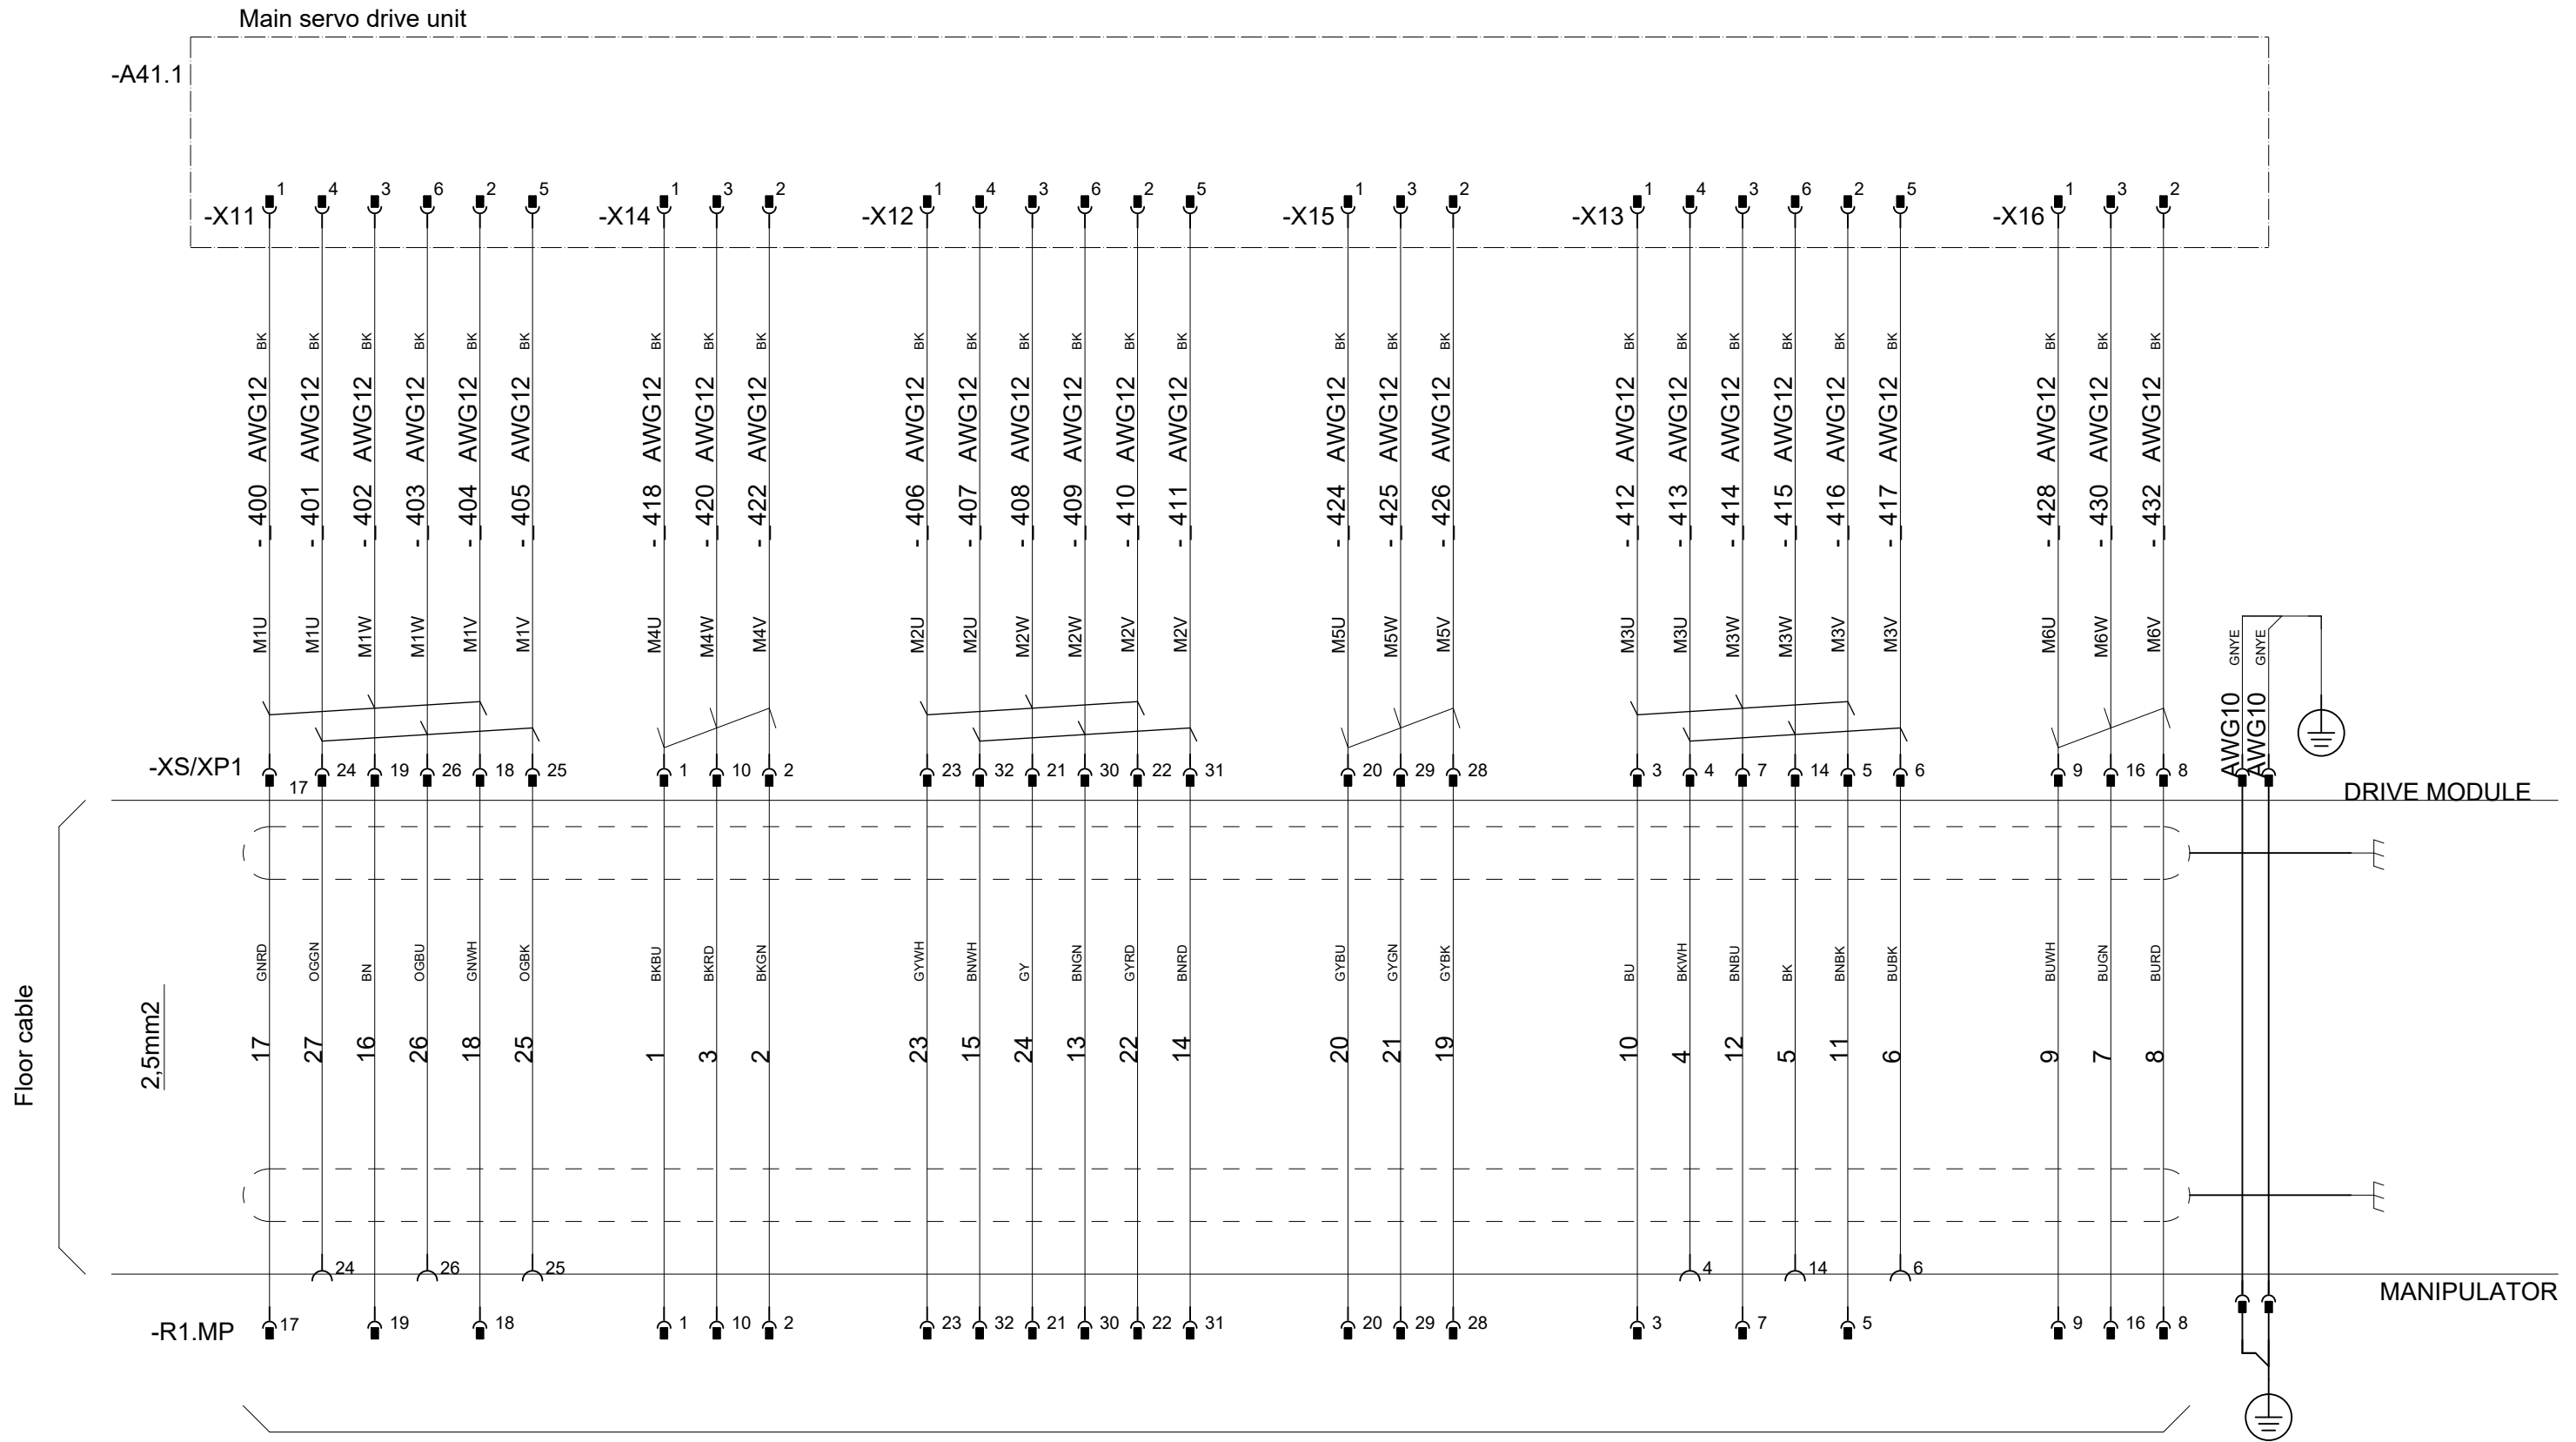 Main servo drive unit
-A41.1
1 4 3 6 2 5 1 3 2 1 4 3 6 2 5 1 3 2 1 4 3 6 2 5 1 3 2
-X11 -X14 -X12 -X15 -X13 -X16
BK BK BK BK BK BK BK BK BK BK BK BK BK BK BK BK BK BK BK BK BK BK BK BK BK BK BK
AWG12 AWG12 AWG12 AWG12 AWG12 AWG12 AWG12 AWG12 AWG12 AWG12 AWG12 AWG12 AWG12 AWG12 AWG12 AWG12 AWG12 AWG12 AWG12 AWG12 AWG12 AWG12 AWG12 AWG12 AWG12 AWG12 AWG12
- 400 - 401 - 402 - 403 - 404 - 405 - 418 - 420 - 422 - 406 - 407 - 408 - 409 - 410 - 411 - 424 - 425 - 426 - 412 - 413 - 414 - 415 - 416 - 417 - 428 - 430 - 432
M1U M1U M1W M1W M1V M1V M4U M4W M4V M2U M2U M2W M2W M2V M2V M5U M5W M5V M3U M3U M3W M3W M3V M3V M6U M6W M6V
GNYE GNYE
AWG10 AWG10
-XS/XP1 17 24 19 26 18 25 1 10 2 23 32 21 30 22 31 20 29 28 3 4 7 14 5 6 9 16 8
DRIVE MODULE
GNRD OGGN BN OGBU GNWH OGBK BKBU BKRD BKGN GYWH BNWH GY BNGN GYRD BNRD GYBU GYGN GYBK BU BKWH BNBU BK BNBK BUBK BUWH BUGN BURD
Floor cable
2,5mm2
17 27 16 26 18 25 1 3 2 23 15 24 13 22 14 20 21 19 10 4 12 5 11 6 9 7 8
24 26 25 4 14 6
MANIPULATOR
-R1.MP 17 19 18 1 10 2 23 32 21 30 22 31 20 29 28 3 7 5 9 16 8